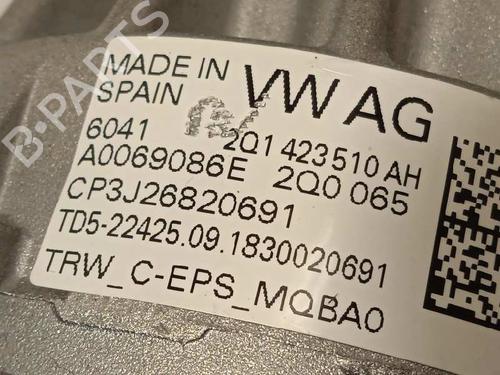 B-PARTS
MADE IN
SPAIN
VW AG
6041
2Q1 423 510 AH
A0069086E 2Q0 065
CP3J26820691
TD5-22425.09.1830020691
TRW_C-EPS_MQBA0